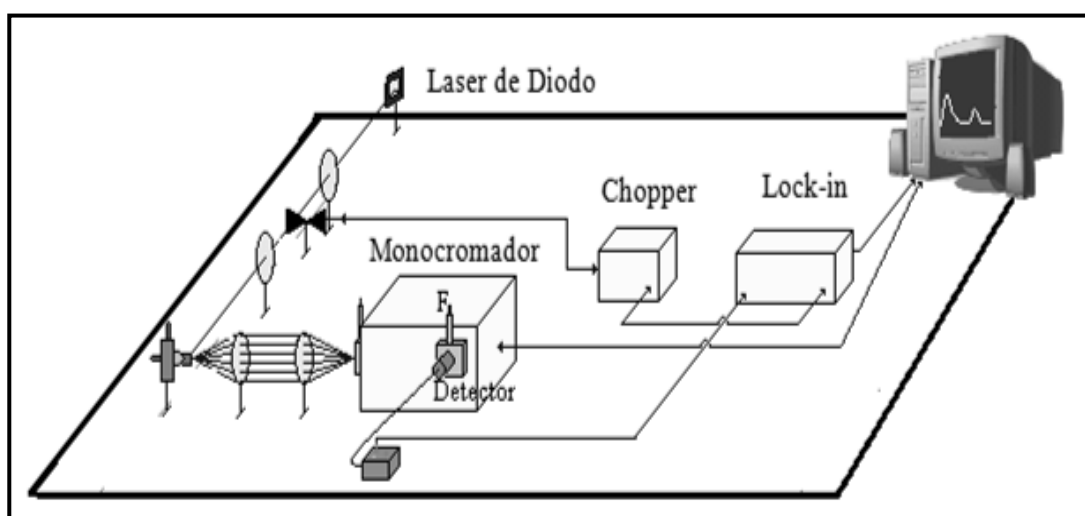 Laser de Diodo
Chopper
Lock-in
Monocromador
F
Detector